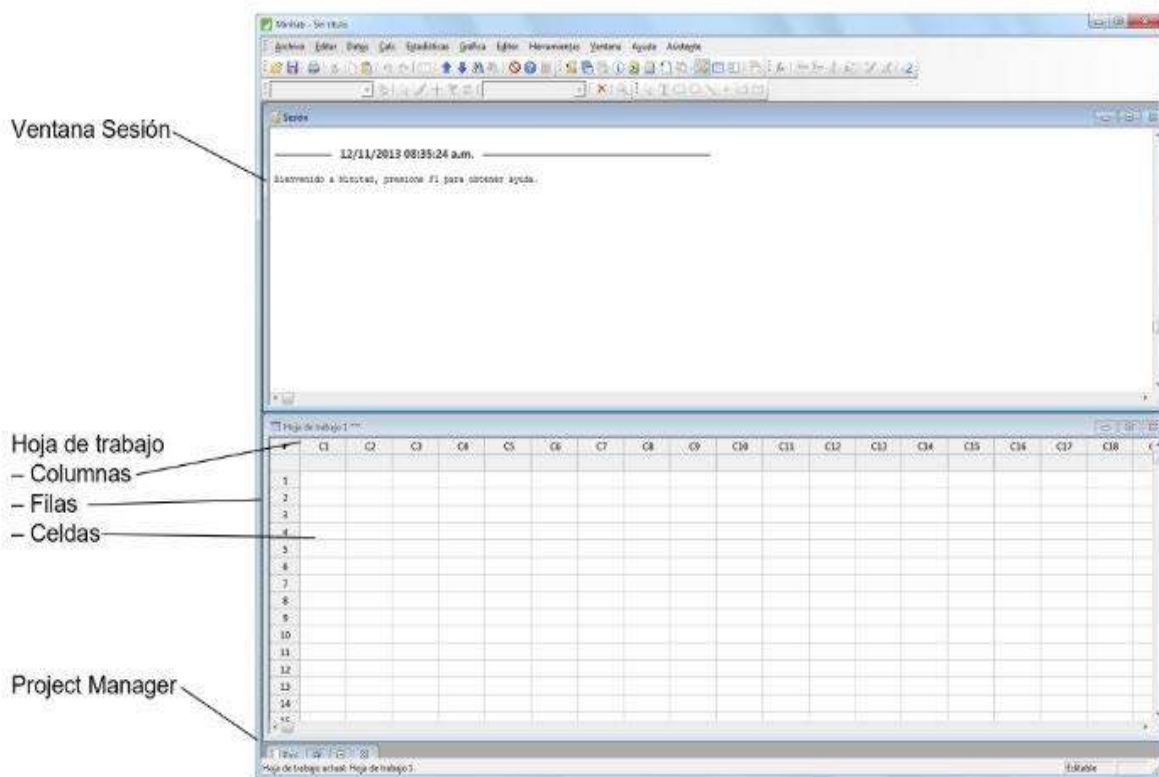 Minitab - Sin título
Archivo Editar Datos Calc Estadísticas Gráfica Editor Herramientas Ventana Ayuda Asistente
Ventana Sesión
Sesión
12/11/2013 08:35:24 a.m.
Bienvenido a Minitab, presione F1 para obtener ayuda.
Hoja de trabajo
– Columnas
– Filas
– Celdas
Hoja de trabajo 1 ***
C1 C2 C3 C4 C5 C6 C7 C8 C9 C10 C11 C12 C13 C14 C15 C16 C17 C18
1
2
3
4
5
6
7
8
9
10
11
12
13
14
15
Project Manager
Hoja de trabajo actual: Hoja de trabajo 1
Editable